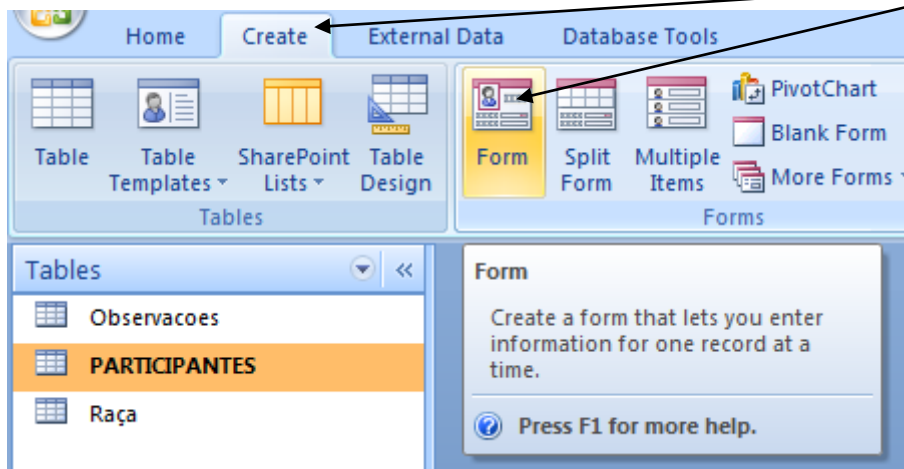 Home Create External Data Database Tools
Table
Table Templates
SharePoint Lists
Table Design
Tables
Form
Split Form
Multiple Items
PivotChart
Blank Form
More Forms
Forms
Tables
Observacoes
PARTICIPANTES
Raça
Form
Create a form that lets you enter
information for one record at a
time.
Press F1 for more help.